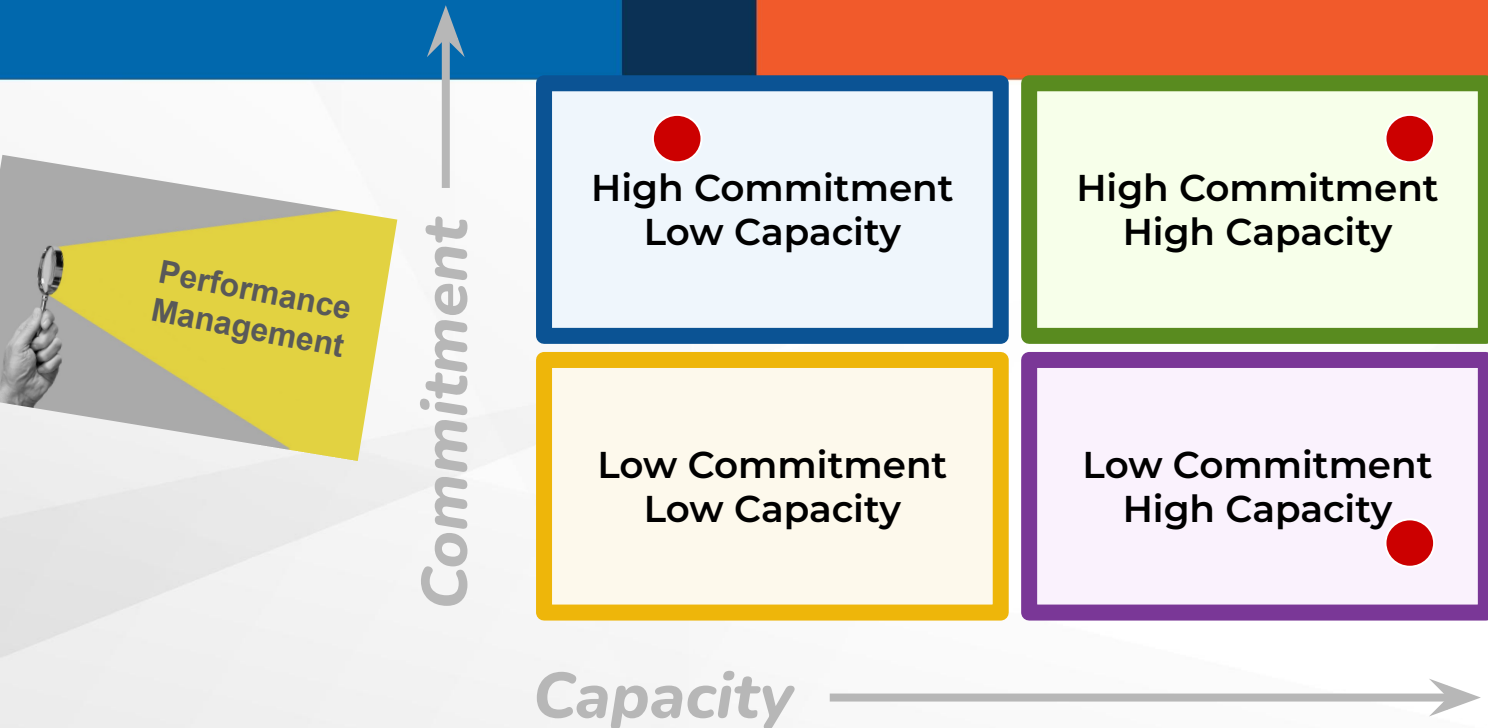 Performance
Management
Commitment
High Commitment
Low Capacity
High Commitment
High Capacity
Low Commitment
Low Capacity
Low Commitment
High Capacity
Capacity